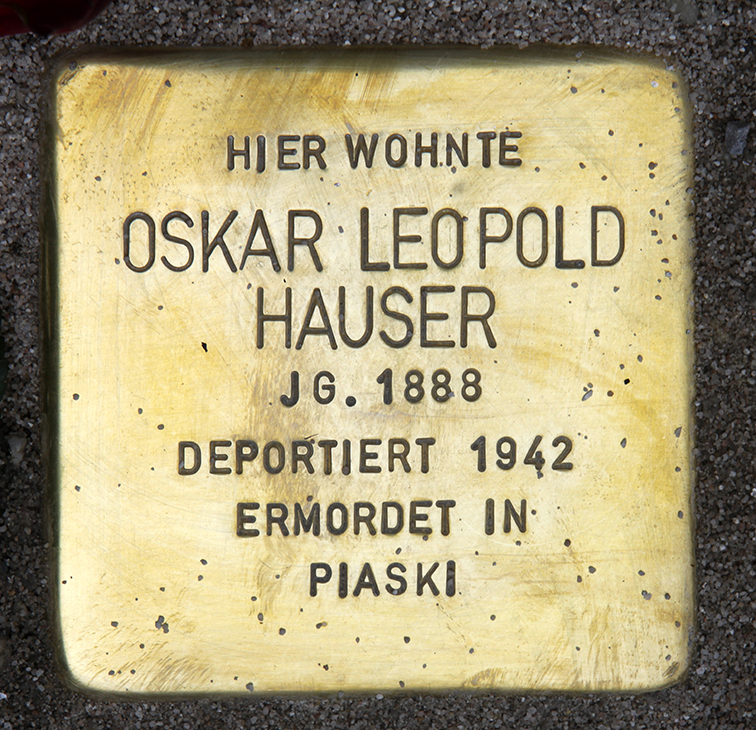 HIER WOHNTE
OSKAR LEOPOLD
HAUSER
JG. 1888
DEPORTIERT 1942
ERMORDET IN
PIASKI